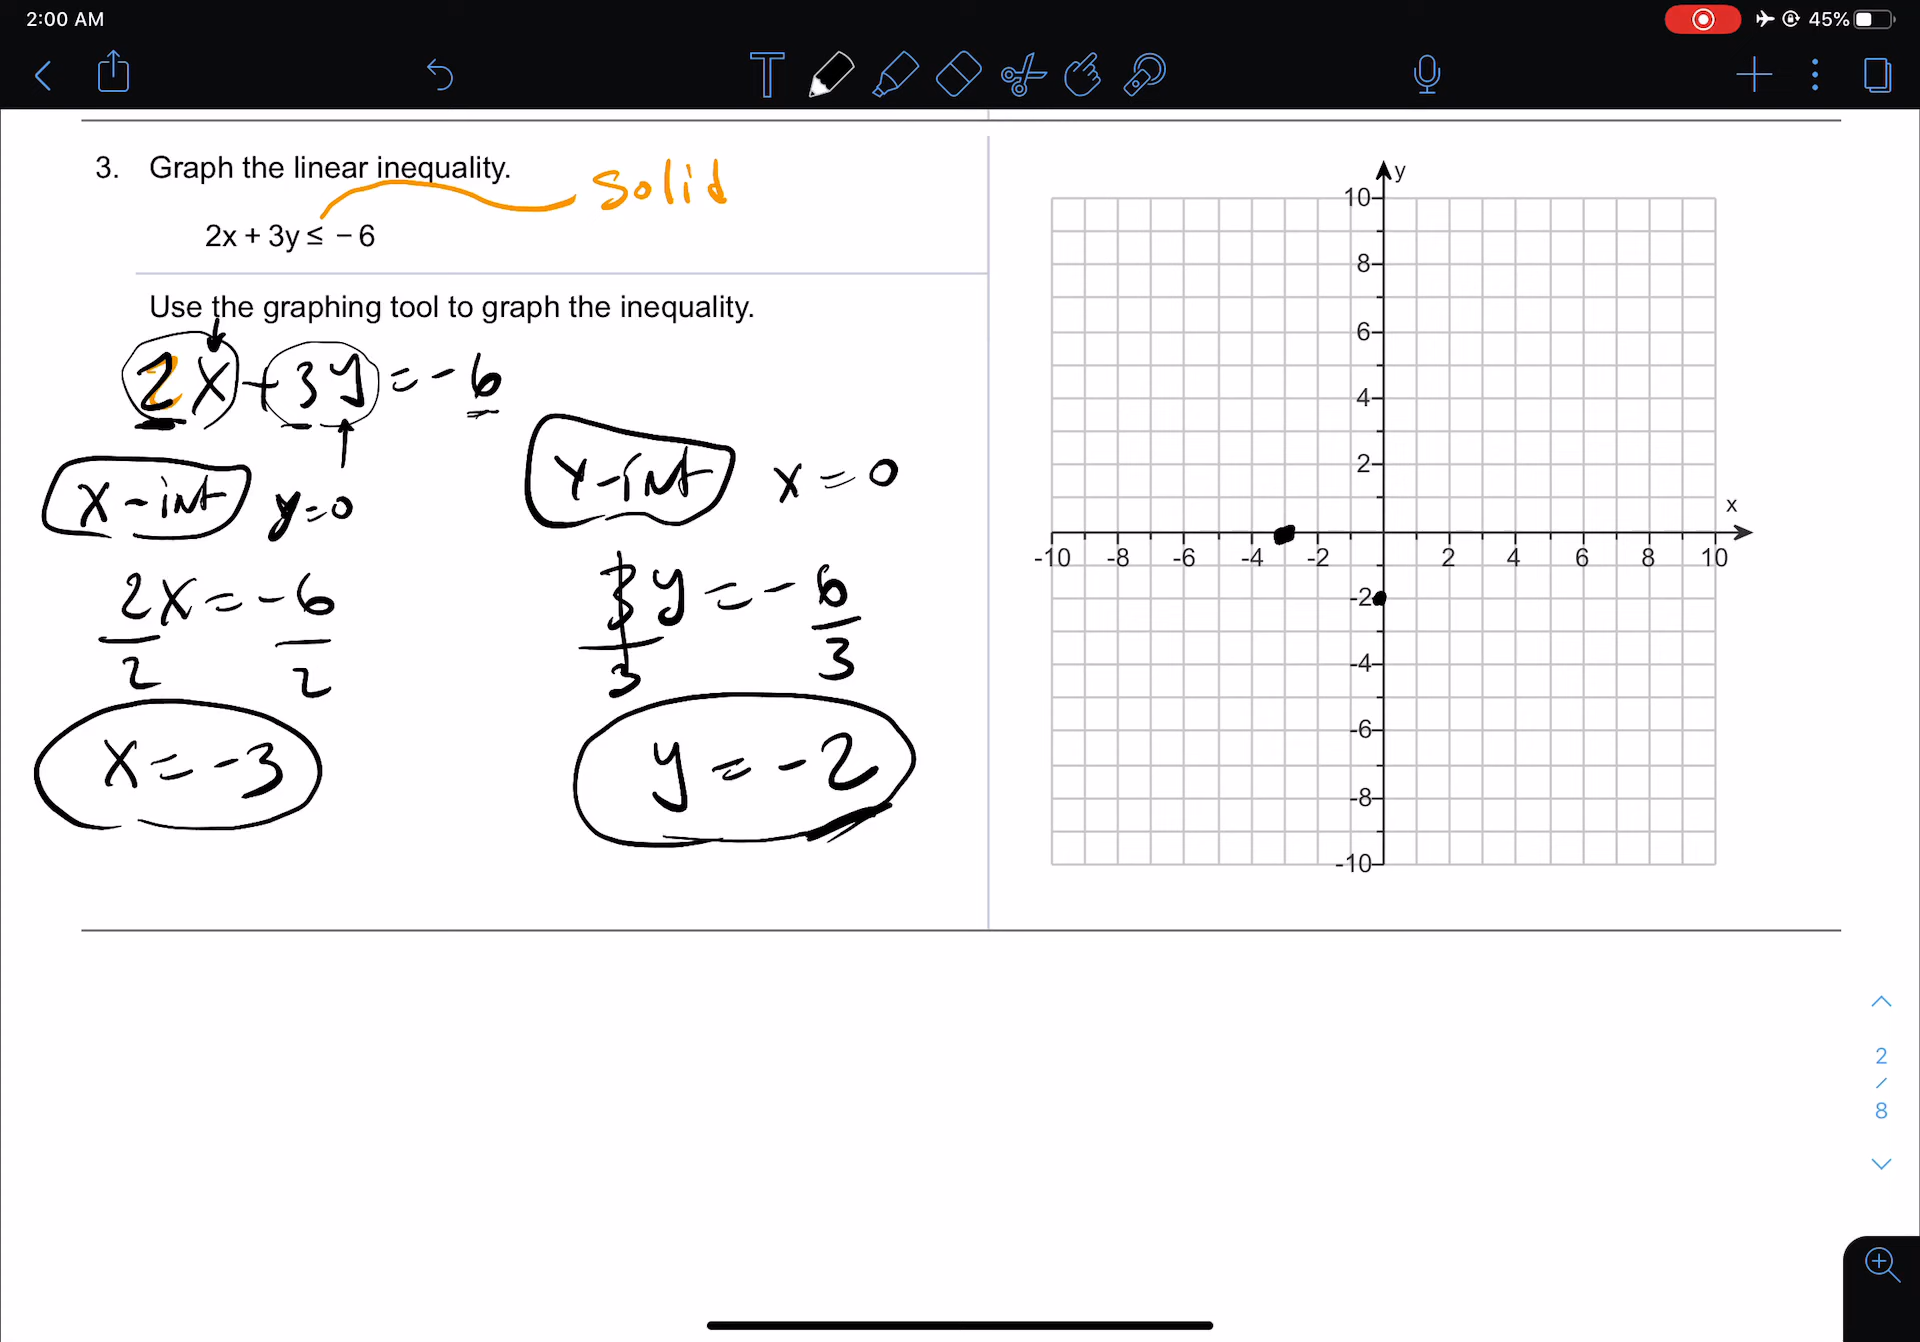 2:00 AM
45%
3. Graph the linear inequality.
Solid
2x + 3y ≤ − 6
Use the graphing tool to graph the inequality.
2x + 3y = -6
x-int y=0
2x = -6
2 2
x = -3
y-int x = 0
3y = -6
3 3
y = -2
y
10
8
6
4
2
x
-10 -8 -6 -4 -2 2 4 6 8 10
-2
-4
-6
-8
-10
2
/
8